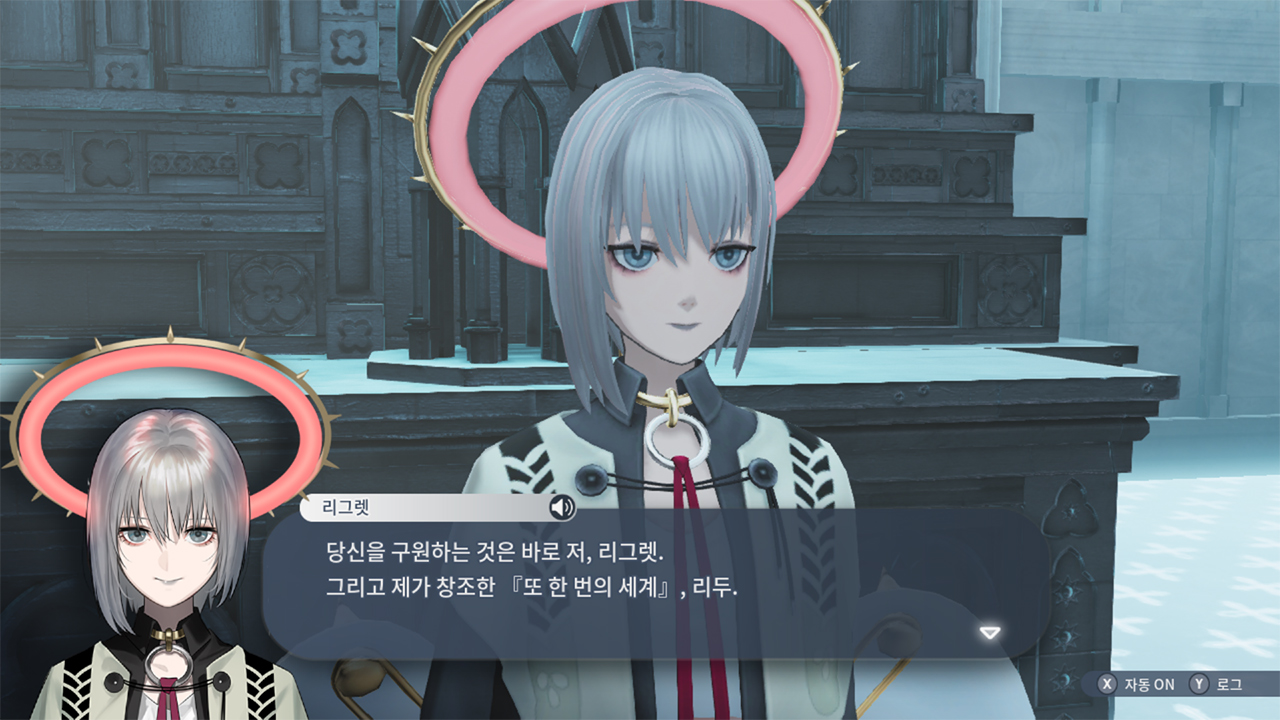 리그렛
당신을 구원하는 것은 바로 저, 리그렛.
그리고 제가 창조한 『또 한 번의 세계』, 리두.
X 자동 ON Y 로그